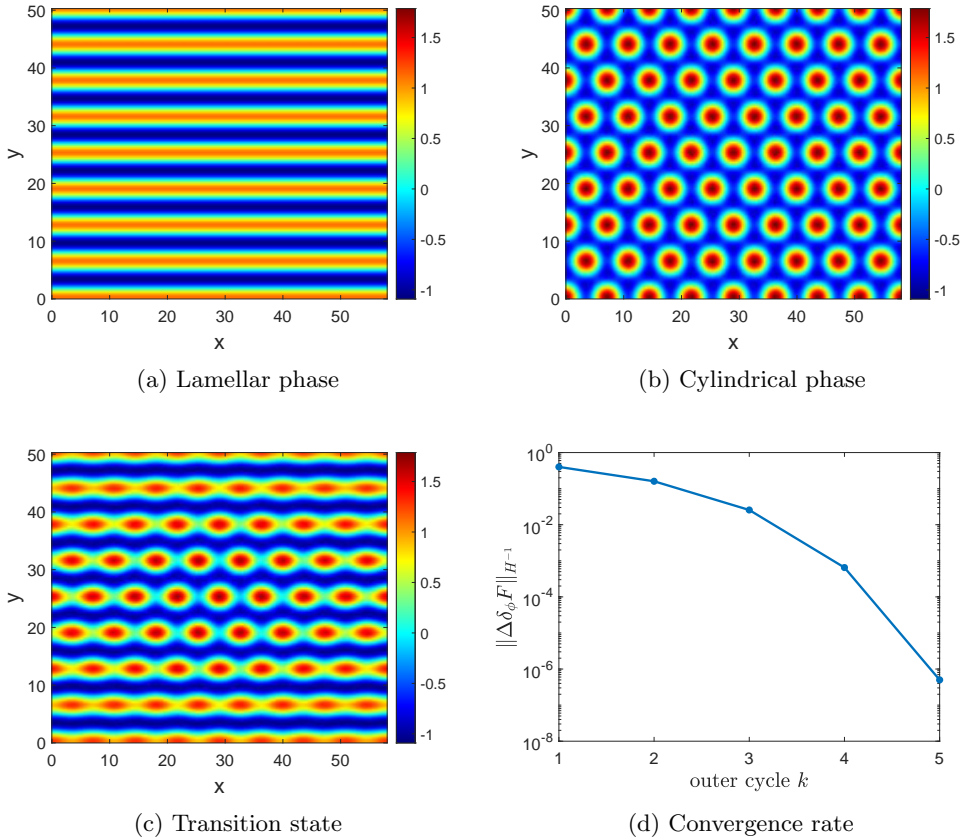 50
40
30
20
10
0
y
0 10 20 30 40 50
x
1.5
1
0.5
0
-0.5
-1
(a) Lamellar phase
50
40
30
20
10
0
y
0 10 20 30 40 50
x
1.5
1
0.5
0
-0.5
-1
(b) Cylindrical phase
50
40
30
20
10
0
y
0 10 20 30 40 50
x
1.5
1
0.5
0
-0.5
-1
(c) Transition state
10^0
10^-2
10^-4
10^-6
10^-8
‖Δδ_ϕF‖_{H^{-1}}
1 2 3 4 5
outer cycle k
(d) Convergence rate